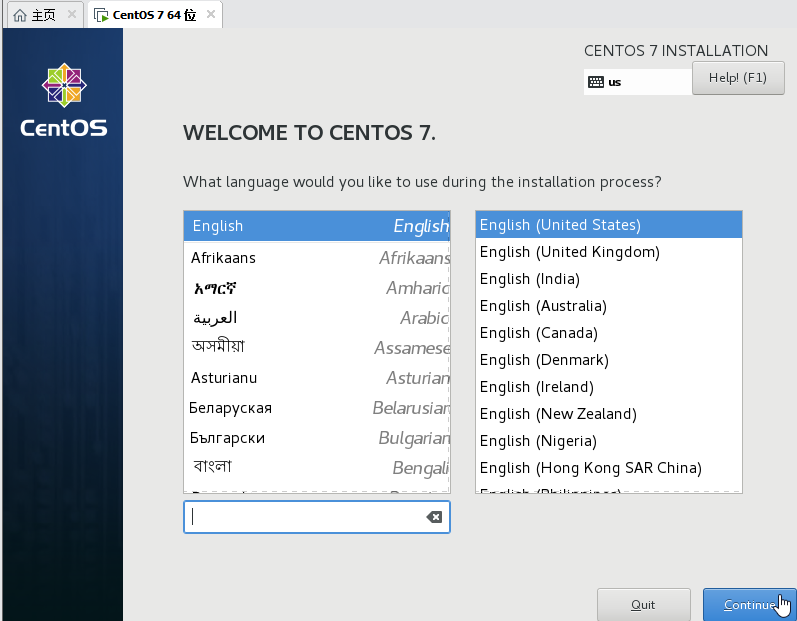 主页
CentOS 7 64 位
CentOS
CENTOS 7 INSTALLATION
us
Help! (F1)
WELCOME TO CENTOS 7.
What language would you like to use during the installation process?
English English
Afrikaans Afrikaans
አማርኛ Amharic
العربية Arabic
অসমীয়া Assamese
Asturianu Asturian
Беларуская Belarusian
Български Bulgarian
বাংলা Bengali
English (United States)
English (United Kingdom)
English (India)
English (Australia)
English (Canada)
English (Denmark)
English (Ireland)
English (New Zealand)
English (Nigeria)
English (Hong Kong SAR China)
English (Philippines)
Quit
Continue